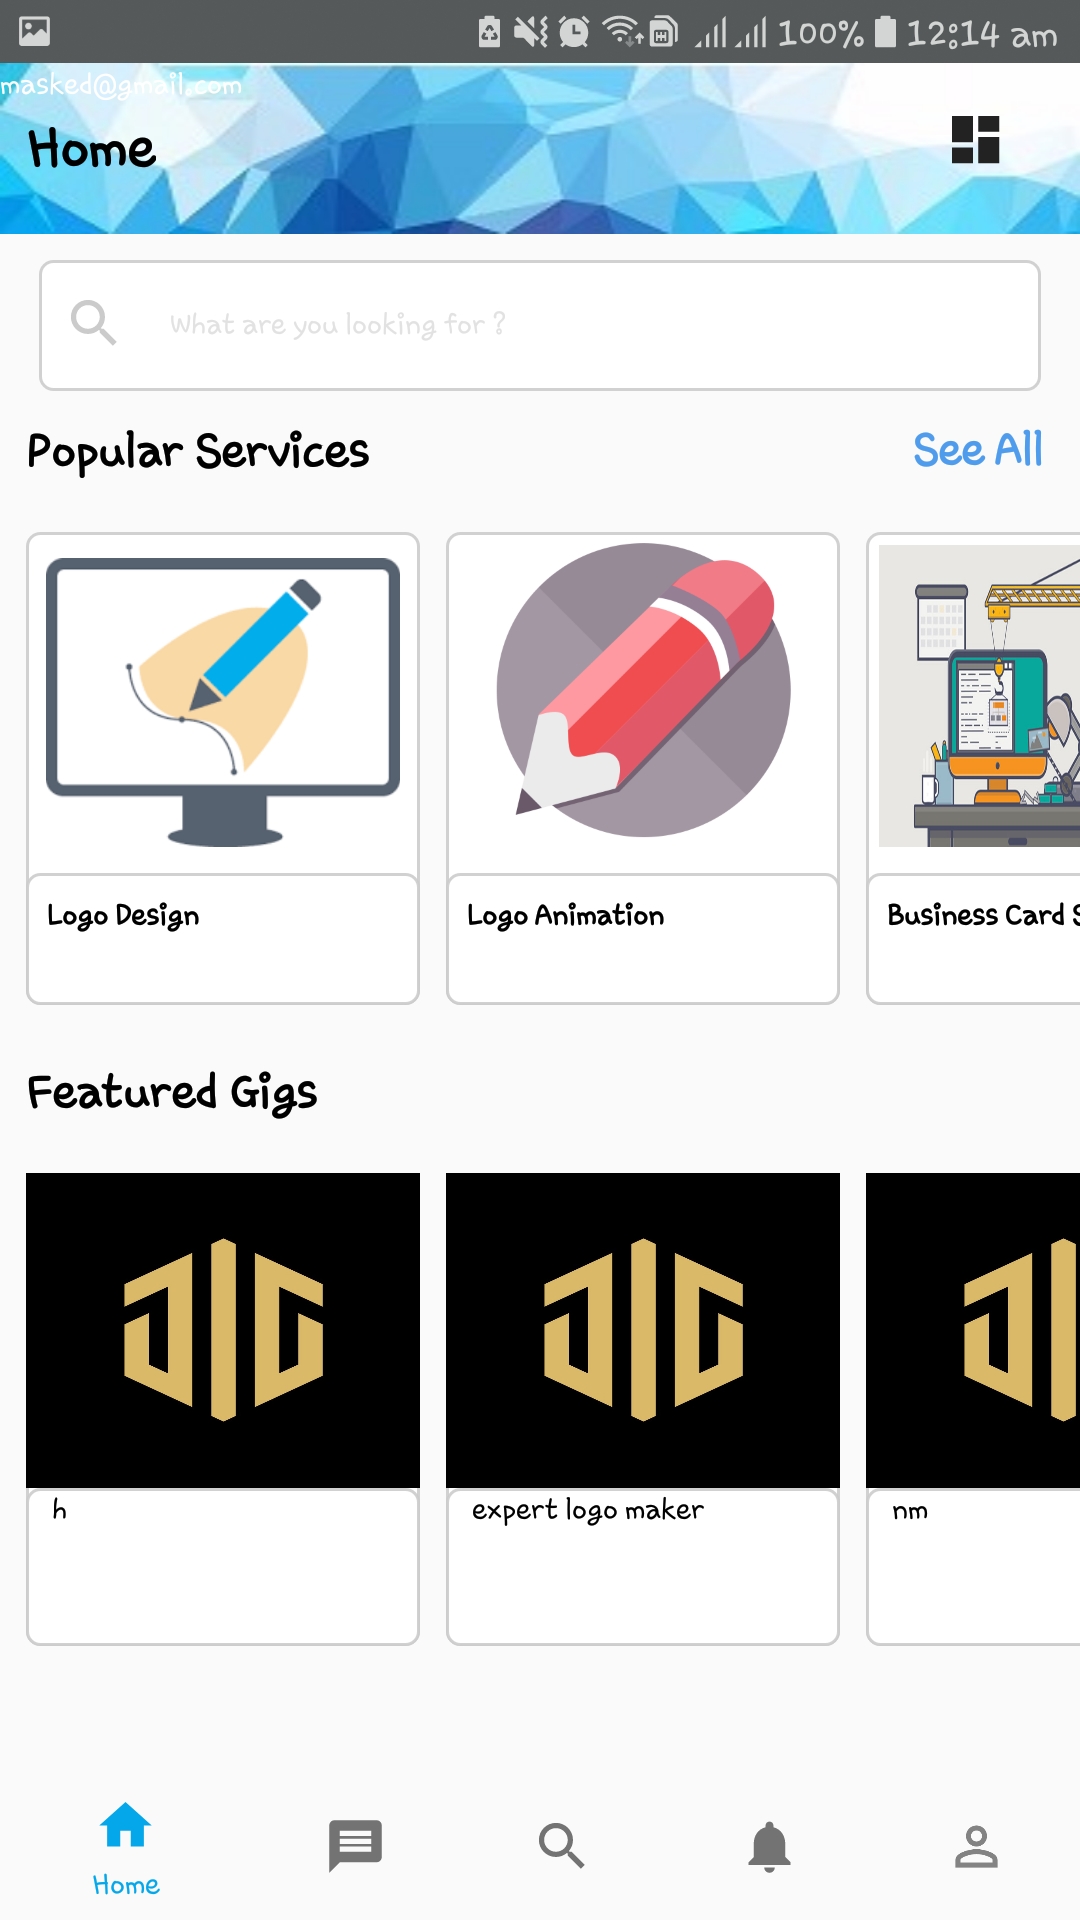 100% 12:14 am
masked@gmail.com
Home
What are you looking for ?
Popular Services See All
Logo Design Logo Animation Business Card S
Featured Gigs
h expert logo maker nm
Home